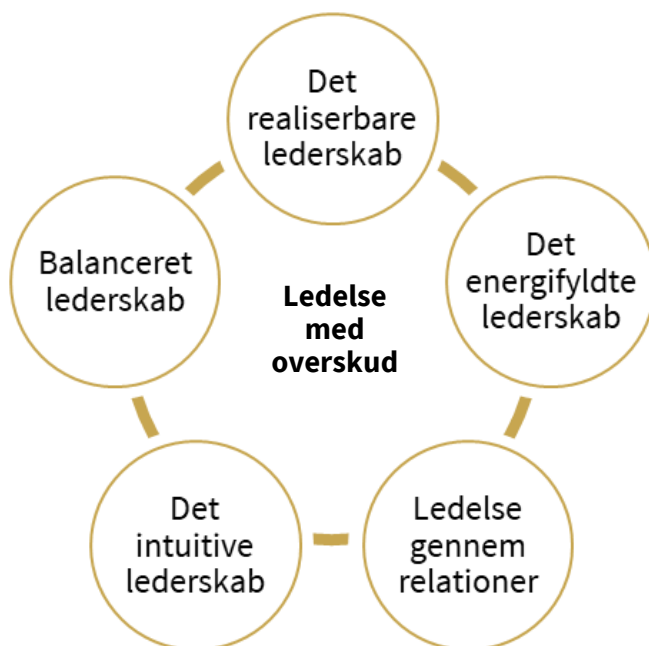 Det
realiserbare
lederskab
Det
energifyldte
lederskab
Ledelse
gennem
relationer
Det
intuitive
lederskab
Balanceret
lederskab
Ledelse
med
overskud